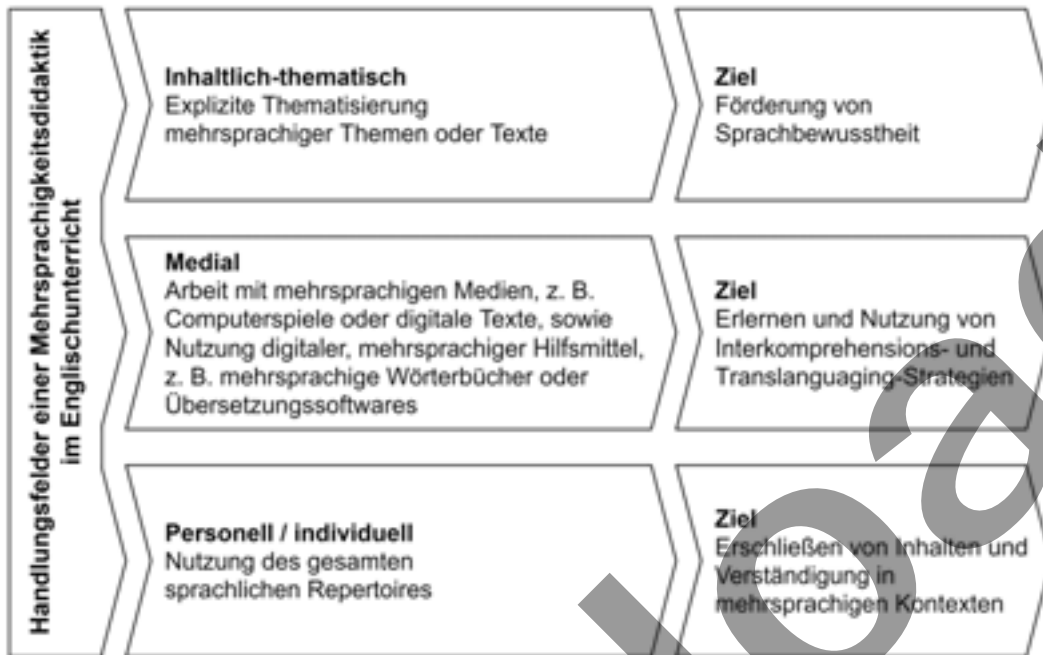 Handlungsfelder einer Mehrsprachigkeitsdidaktik
im Englischunterricht
Inhaltlich-thematisch
Explizite Thematisierung
mehrsprachiger Themen oder Texte
Ziel
Förderung von
Sprachbewusstheit
Medial
Arbeit mit mehrsprachigen Medien, z. B.
Computerspiele oder digitale Texte, sowie
Nutzung digitaler, mehrsprachiger Hilfsmittel,
z. B. mehrsprachige Wörterbücher oder
Übersetzungssoftwares
Ziel
Erlernen und Nutzung von
Interkomprehensions- und
Translanguaging-Strategien
Personell / individuell
Nutzung des gesamten
sprachlichen Repertoires
Ziel
Erschließen von Inhalten und
Verständigung in
mehrsprachigen Kontexten